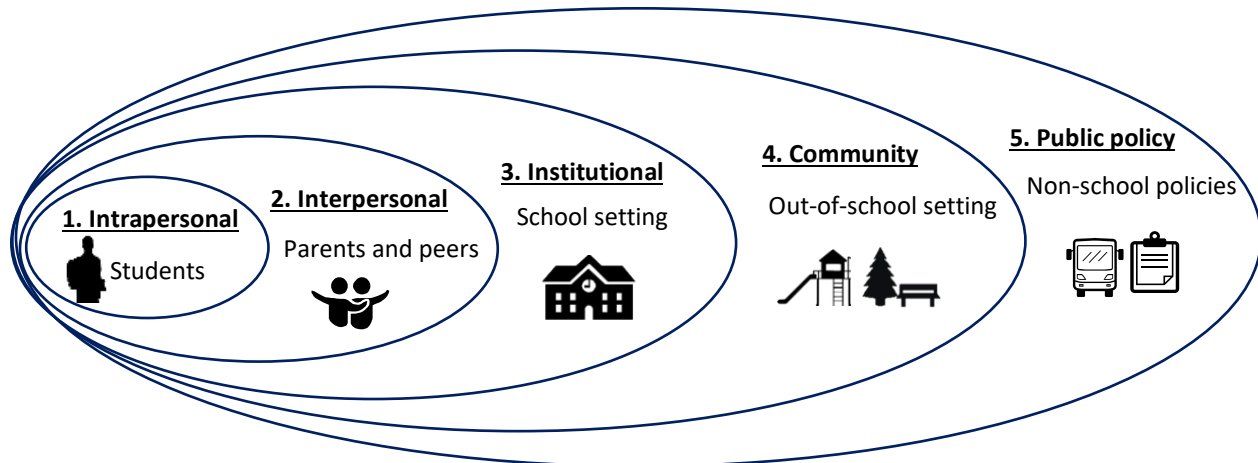 1. Intrapersonal
Students
2. Interpersonal
Parents and peers
3. Institutional
School setting
4. Community
Out-of-school setting
5. Public policy
Non-school policies